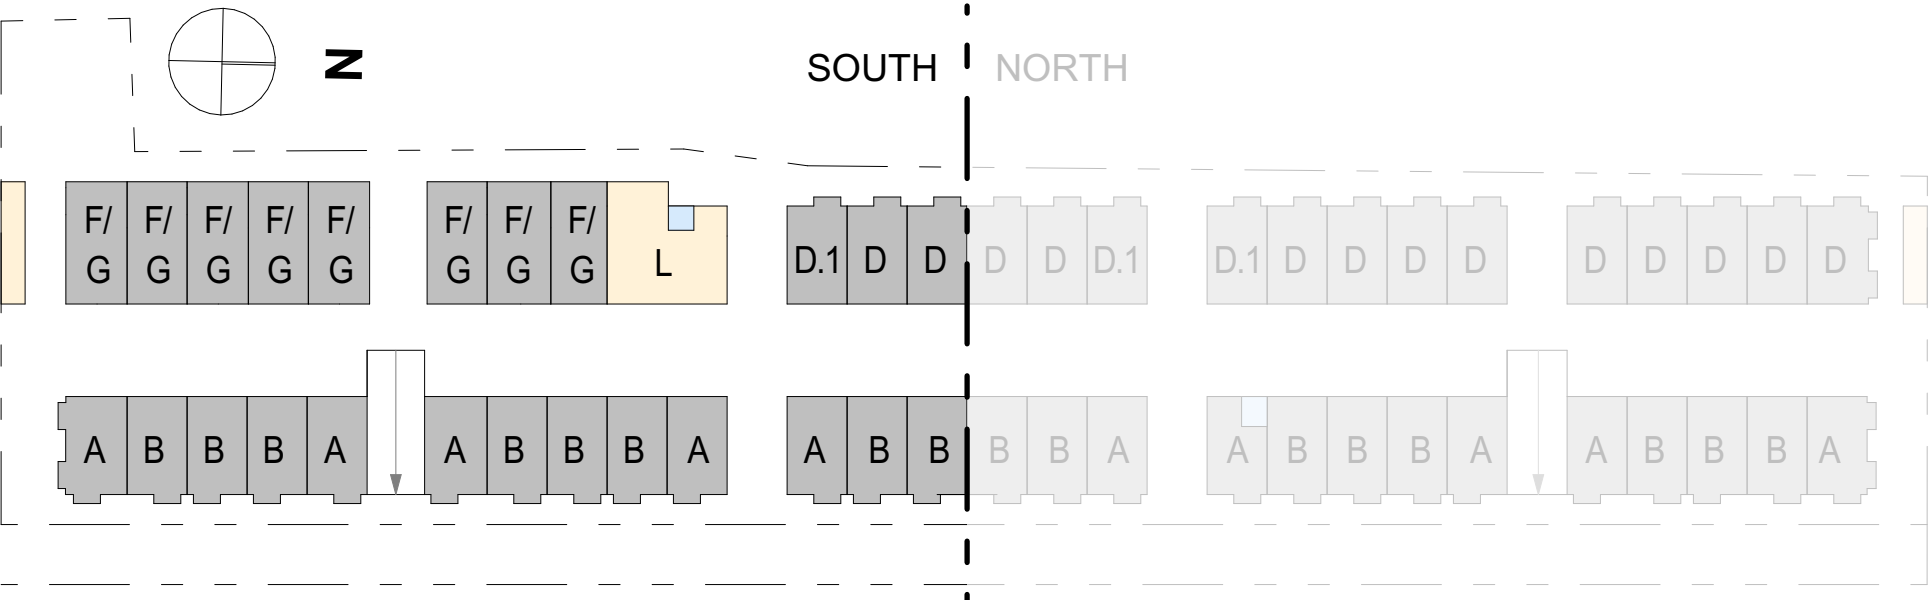 N
SOUTH NORTH
F/ F/ F/ F/ F/ F/ F/ F/
G G G G G G G G L D.1 D D D D D.1 D.1 D D D D D D D D D
A B B B A A B B B A A B B B B A A B B B A A B B B A